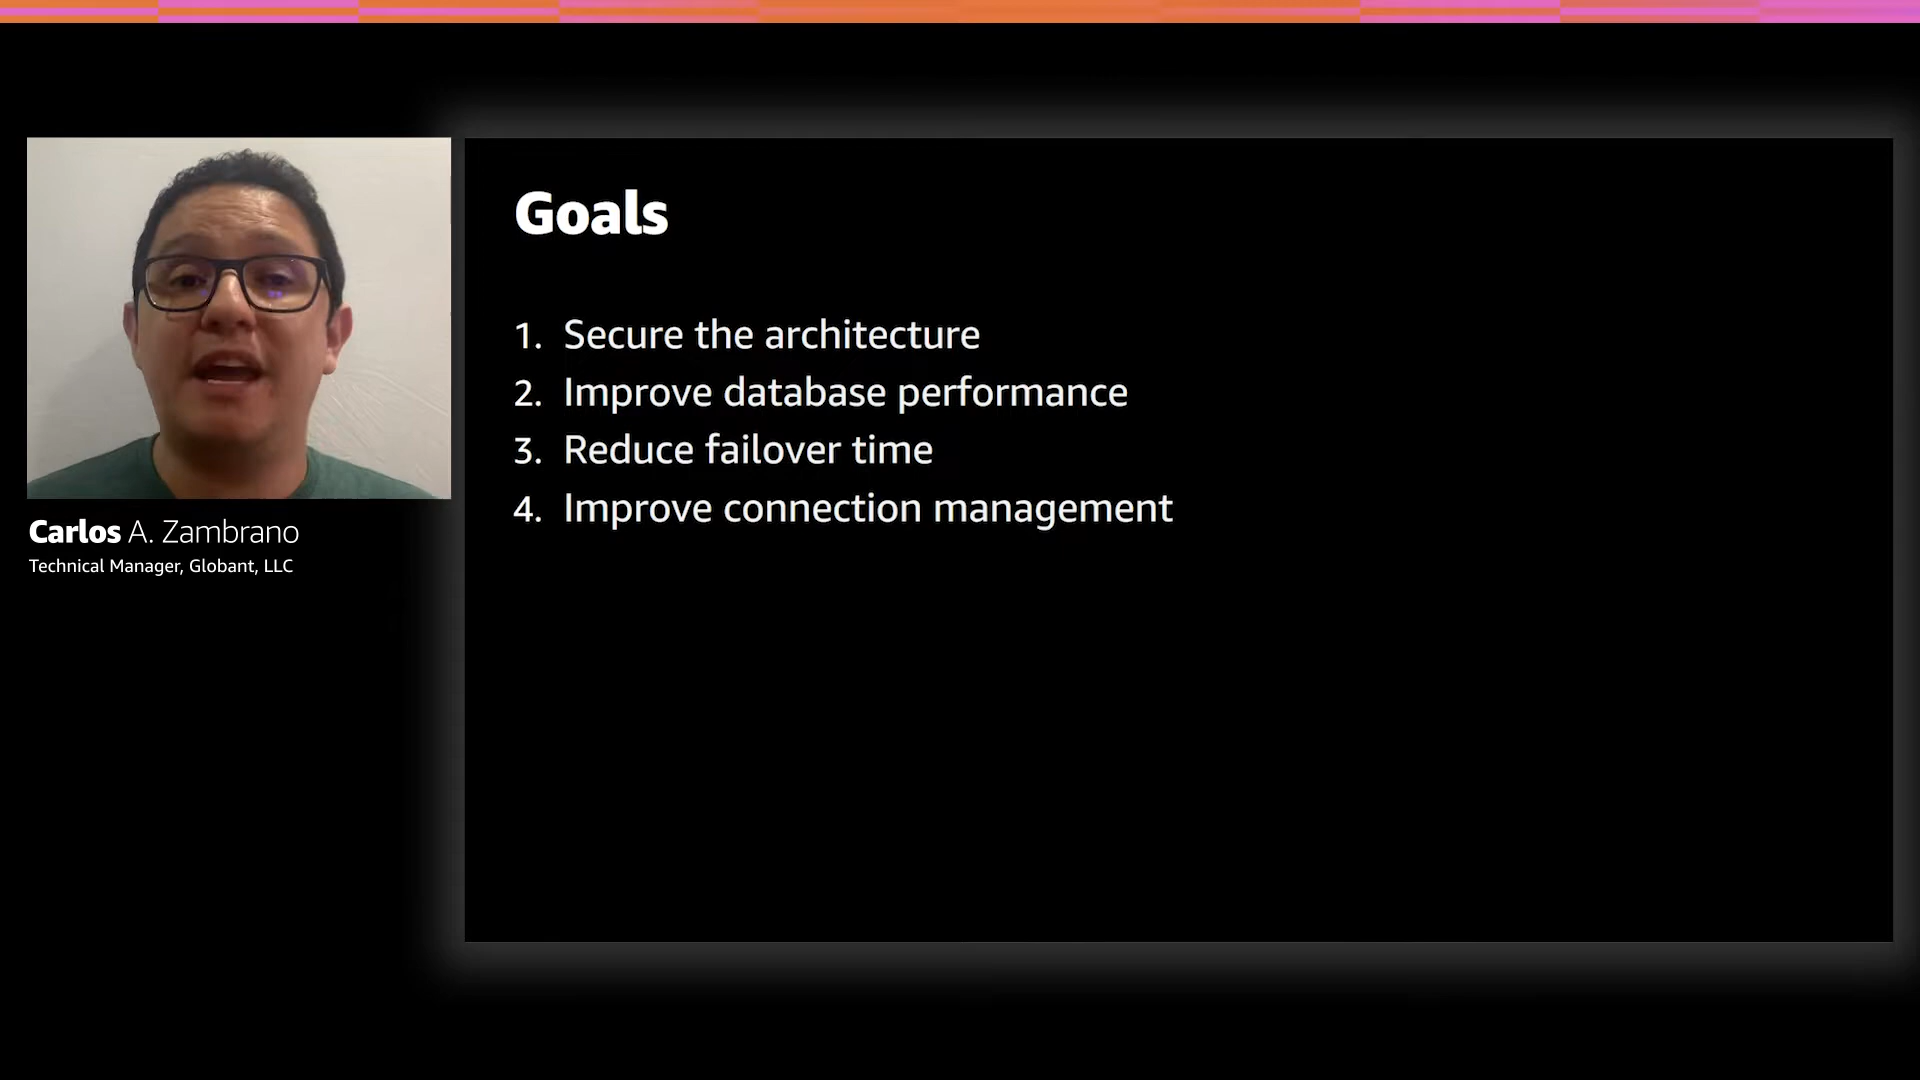 Goals
1. Secure the architecture
2. Improve database performance
3. Reduce failover time
4. Improve connection management
Carlos A. Zambrano
Technical Manager, Globant, LLC